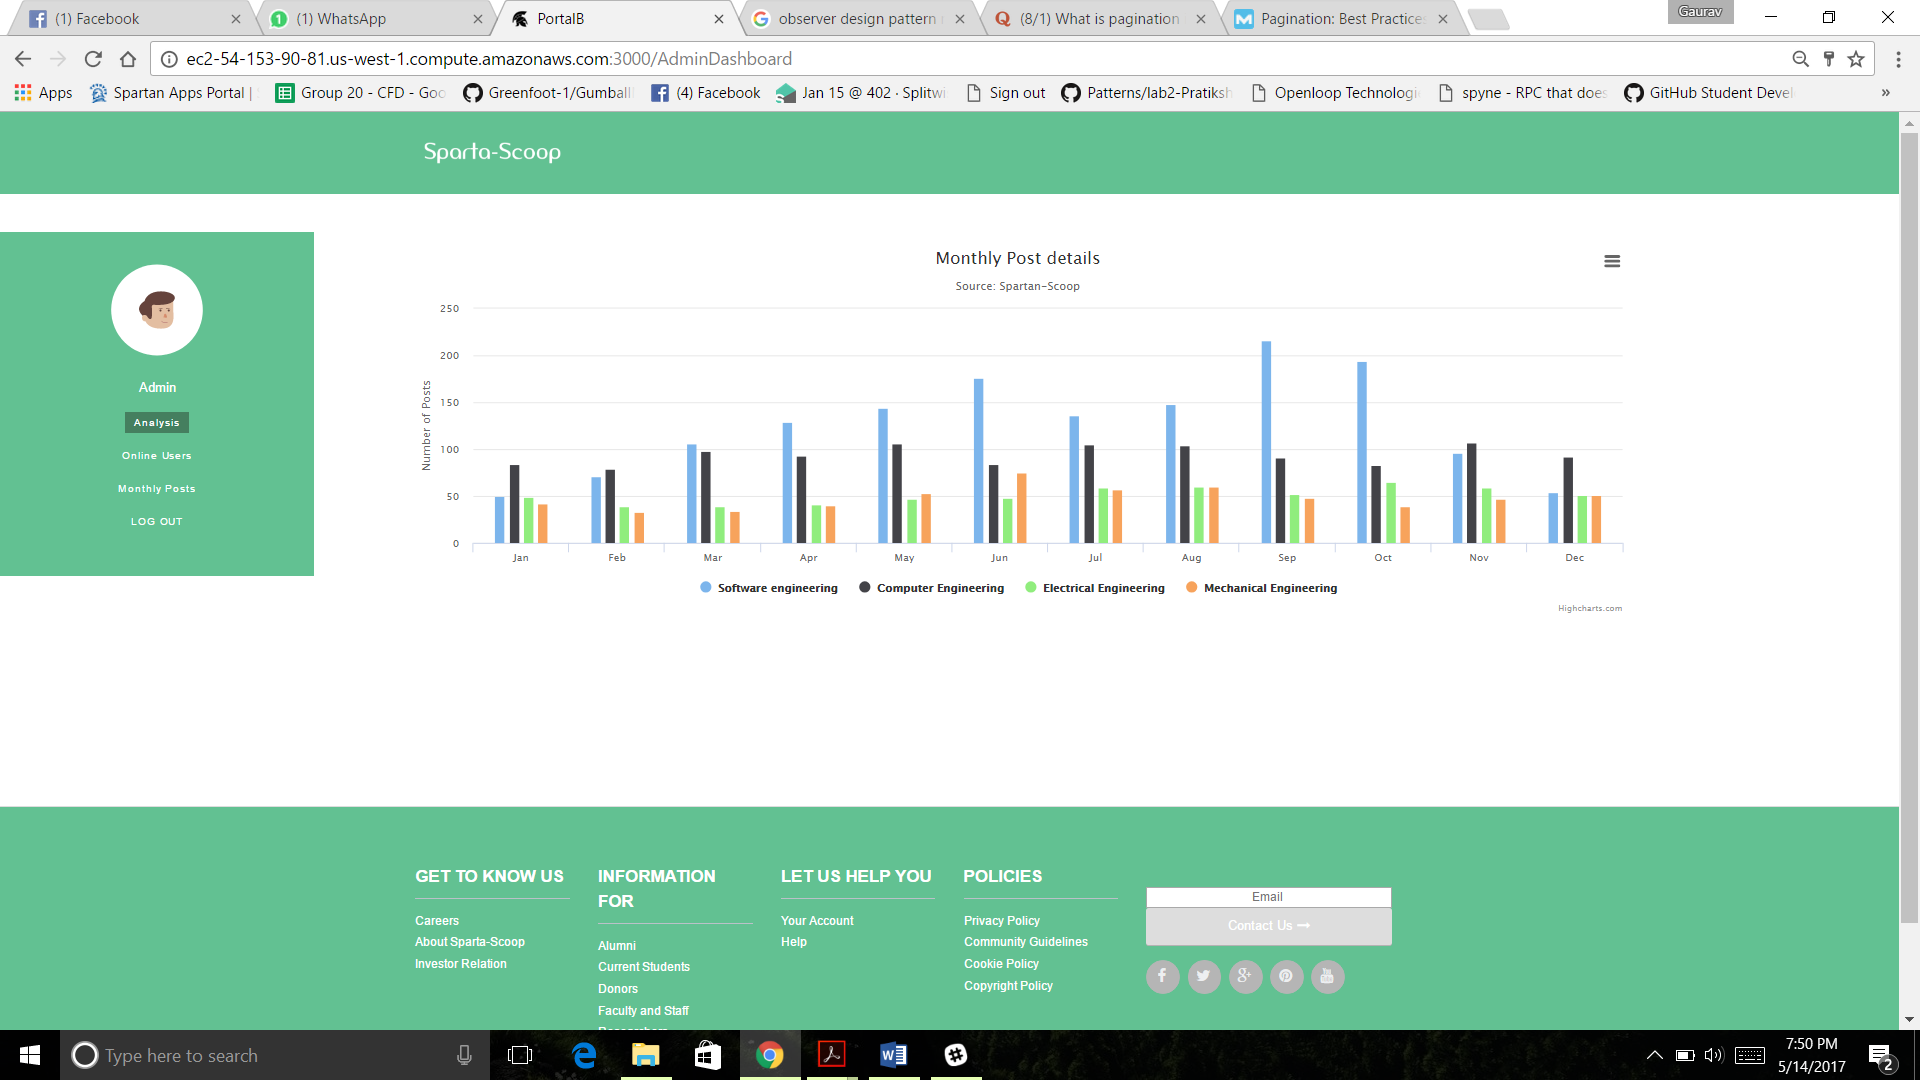 (1) Facebook
(1) WhatsApp
PortalB
observer design pattern
(8/1) What is pagination
Pagination: Best Practices
Gaurav
ec2-54-153-90-81.us-west-1.compute.amazonaws.com:3000/AdminDashboard
Apps
Spartan Apps Portal |
Group 20 - CFD - Goo
Greenfoot-1/Gumball
(4) Facebook
Jan 15 @ 402 · Splitwi
Sign out
Patterns/lab2-Pratiksh
Openloop Technologi
spyne - RPC that does
GitHub Student Devel
»
Sparta-Scoop
Admin
Analysis
Online Users
Monthly Posts
LOG OUT
Monthly Post details
Source: Spartan-Scoop
Number of Posts
250
200
150
100
50
0
Jan Feb Mar Apr May Jun Jul Aug Sep Oct Nov Dec
Software engineering Computer Engineering Electrical Engineering Mechanical Engineering
Highcharts.com
GET TO KNOW US
Careers
About Sparta-Scoop
Investor Relation
INFORMATION
FOR
Alumni
Current Students
Donors
Faculty and Staff
LET US HELP YOU
Your Account
Help
POLICIES
Privacy Policy
Community Guidelines
Cookie Policy
Copyright Policy
Email
Contact Us
Type here to search
7:50 PM
5/14/2017
2